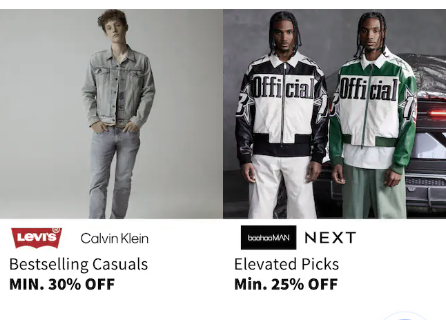 Official
Official
LEVI'S
Calvin Klein
Bestselling Casuals
MIN. 30% OFF
boohooMAN
NEXT
Elevated Picks
Min. 25% OFF